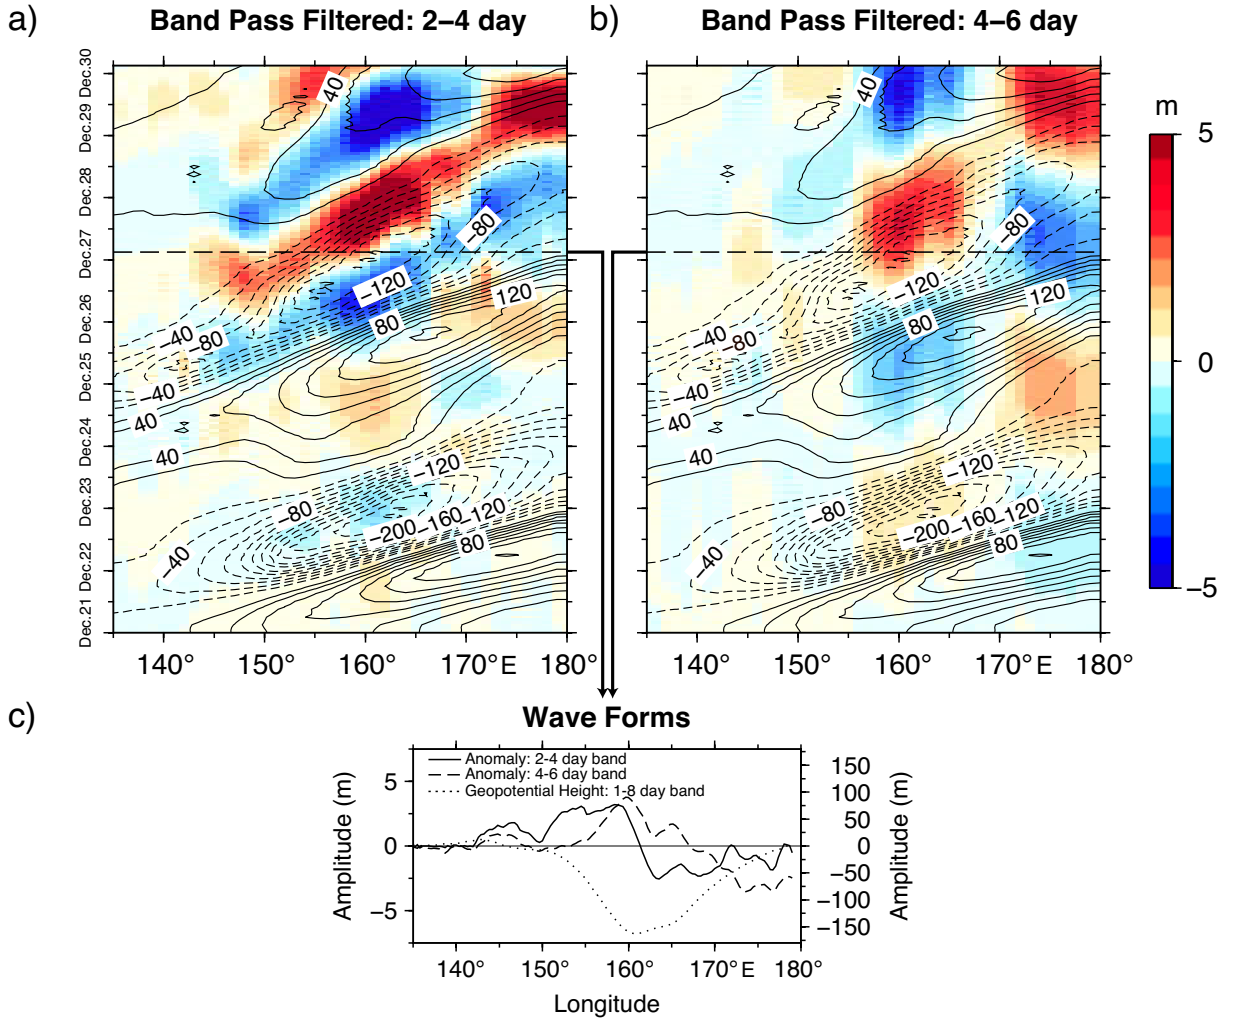 a)
Band Pass Filtered: 2–4 day
b)
Band Pass Filtered: 4–6 day
Dec.30
Dec.29
Dec.28
Dec.27
Dec.26
Dec.25
Dec.24
Dec.23
Dec.22
Dec.21
40
−80
−120
120
80
−40
−80
−40
40
40
−120
−80
−200
−160
−120
−40
80
140°
150°
160°
170°E
180°
40
−80
−120
120
80
−40
−80
−40
40
40
−120
−80
−200
−160
−120
−40
80
140°
150°
160°
170°E
180°
m
5
0
−5
c)
Wave Forms
Anomaly: 2-4 day band
Anomaly: 4-6 day band
Geopotential Height: 1-8 day band
Amplitude (m)
5
0
−5
150
100
50
0
−50
−100
−150
Amplitude (m)
140°
150°
160°
170°E
180°
Longitude